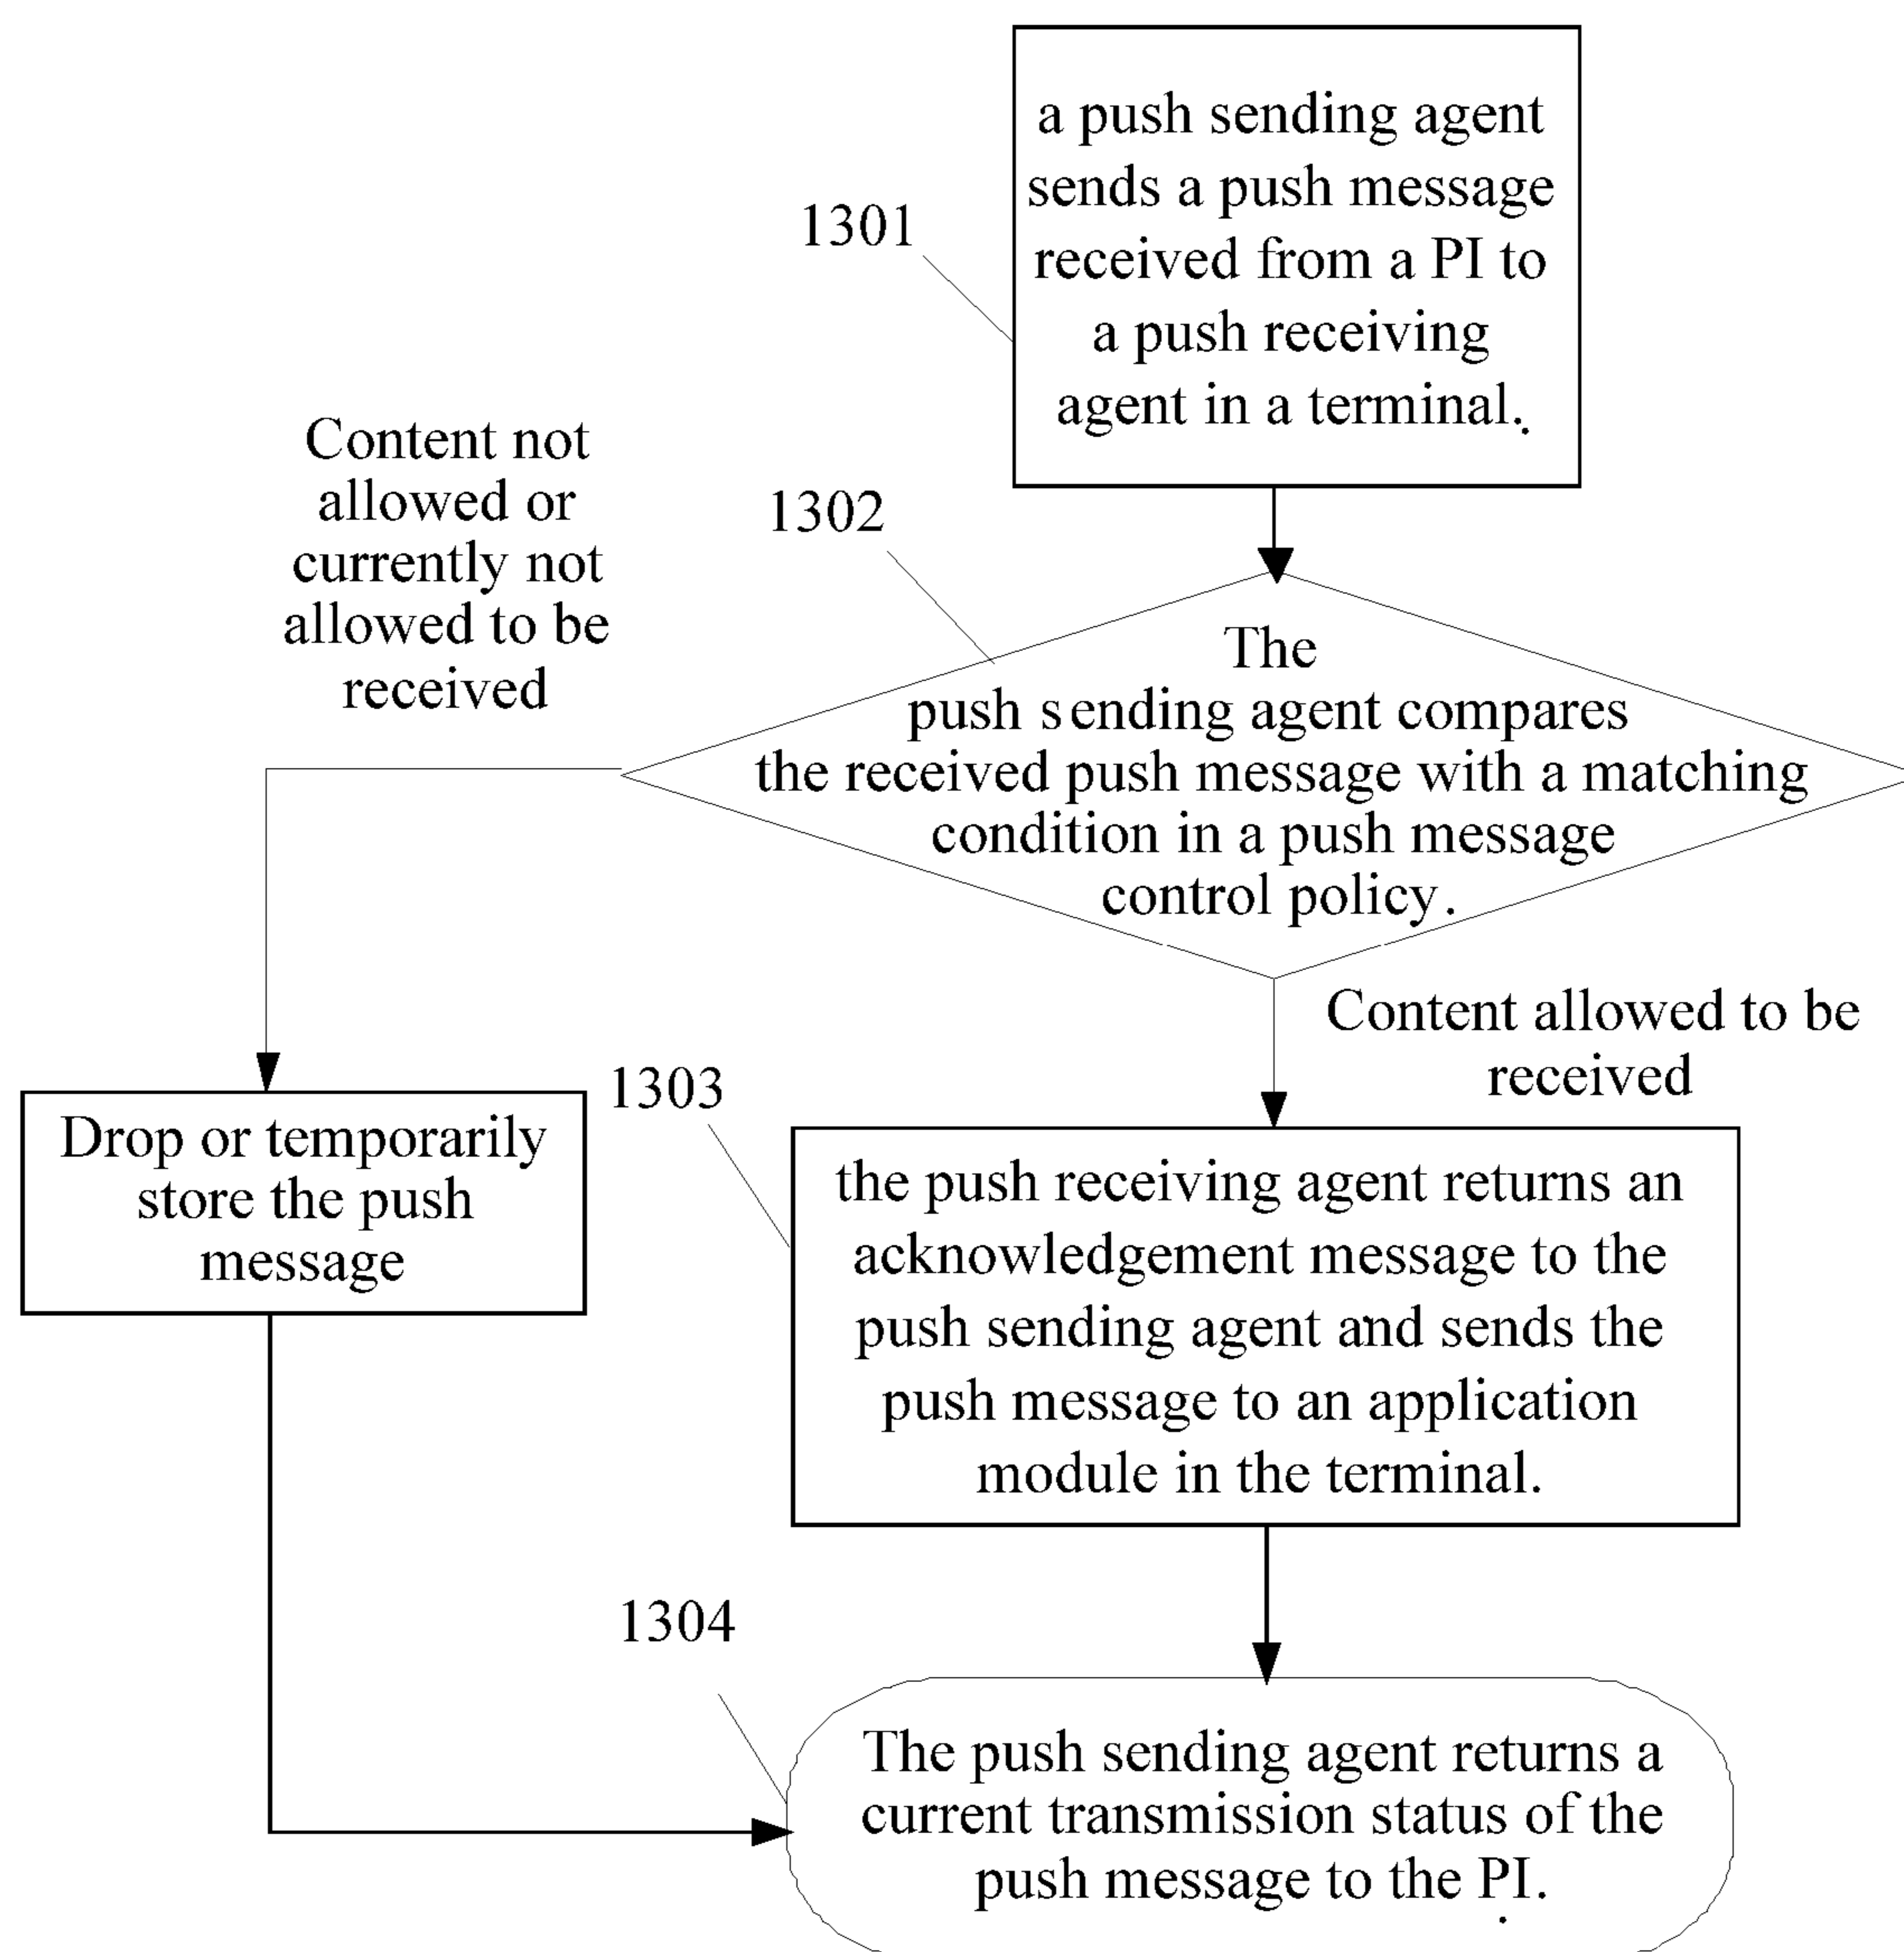 a push sending agent
sends a push message
received from a PI to
a push receiving
agent in a terminal.
1301
Content not
allowed or
currently not
allowed to be
received
1302
The
push sending agent compares
the received push message with a matching
condition in a push message
control policy.
Content allowed to be
received
1303
Drop or temporarily
store the push
message
the push receiving agent returns an
acknowledgement message to the
push sending agent and sends the
push message to an application
module in the terminal.
1304
The push sending agent returns a
current transmission status of the
push message to the PI.